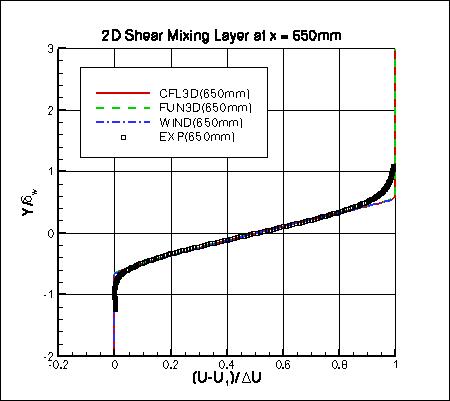 2D Shear Mixing Layer at x = 650mm
CFL3D(650mm)
FUN3D(650mm)
WIND(650mm)
EXP(650mm)
3
2
1
0
-1
-2
Y/δw
-0.2 0 0.2 0.4 0.6 0.8 1
(U-U1)/ΔU